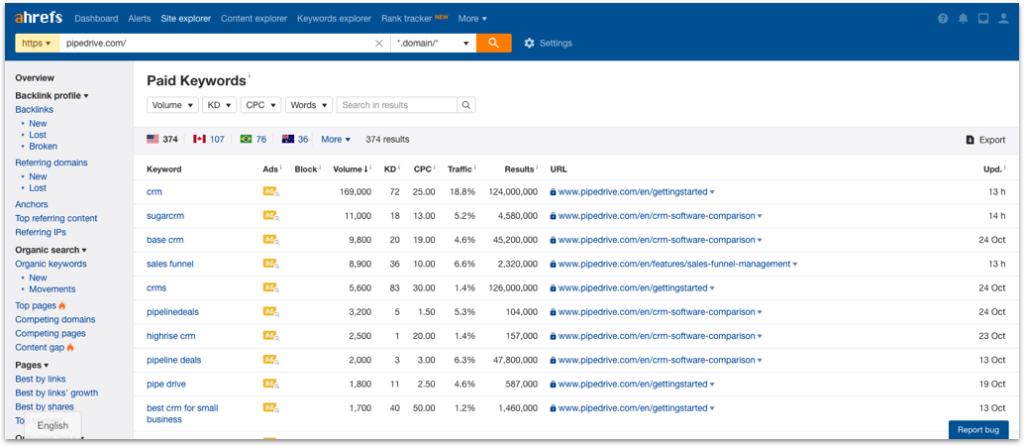 ahrefs Dashboard Alerts Site explorer Content explorer Keywords explorer Rank tracker NEW More
https pipedrive.com/ *.domain/* Settings
Overview
Backlink profile
Backlinks
New
Lost
Broken
Referring domains
New
Lost
Anchors
Top referring content
Referring IPs
Organic search
Organic keywords
New
Movements
Top pages
Competing domains
Competing pages
Content gap
Pages
Best by links
Best by links' growth
Best by shares
English
Paid Keywords
Volume KD CPC Words Search in results
374 107 76 36 More 374 results Export
Keyword Ads Block Volume KD CPC Traffic Results URL Upd.
crm Ad 169,000 72 25.00 18.8% 124,000,000 www.pipedrive.com/en/gettingstarted 13 h
sugarcrm Ad 11,000 18 13.00 5.2% 4,580,000 www.pipedrive.com/en/crm-software-comparison 14 h
base crm Ad 9,800 20 19.00 4.6% 45,200,000 www.pipedrive.com/en/crm-software-comparison 24 Oct
sales funnel Ad 8,900 36 10.00 6.6% 2,320,000 www.pipedrive.com/en/features/sales-funnel-management 13 h
crms Ad 5,600 83 30.00 1.4% 126,000,000 www.pipedrive.com/en/gettingstarted 24 Oct
pipelinedeals Ad 3,200 5 1.50 5.3% 104,000 www.pipedrive.com/en/crm-software-comparison 24 Oct
highrise crm Ad 2,500 1 20.00 1.4% 157,000 www.pipedrive.com/en/crm-software-comparison 23 Oct
pipeline deals Ad 2,000 3 3.00 6.3% 47,800,000 www.pipedrive.com/en/crm-software-comparison 13 Oct
pipe drive Ad 1,800 11 2.50 4.6% 587,000 www.pipedrive.com/en/gettingstarted 19 Oct
best crm for small Ad 1,700 40 50.00 1.2% 1,460,000 www.pipedrive.com/en/gettingstarted 13 Oct
business
Report bug